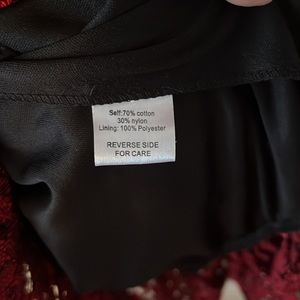 Self:70% cotton
30% nylon
Lining: 100% Polyester
REVERSE SIDE
FOR CARE